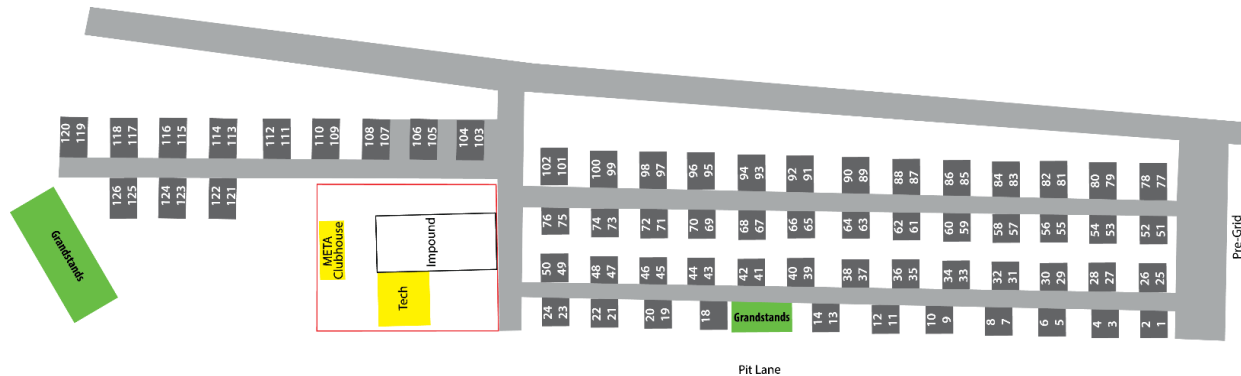 120 119 118 117 116 115 114 113 112 111 110 109 108 107 106 105 104 103
126 125 124 123 122 121
102 101 100 99 98 97 96 95 94 93 92 91 90 89 88 87 86 85 84 83 82 81 80 79 78 77
76 75 74 73 72 71 70 69 68 67 66 65 64 63 62 61 60 59 58 57 56 55 54 53 52 51
Grandstands
META
Clubhouse
Impound
Tech
Pre-Grid
50 49 48 47 46 45 44 43 42 41 40 39 38 37 36 35 34 33 32 31 30 29 28 27 26 25
24 23 22 21 20 19 18 Grandstands 14 13 12 11 10 9 8 7 6 5 4 3 2 1
Pit Lane